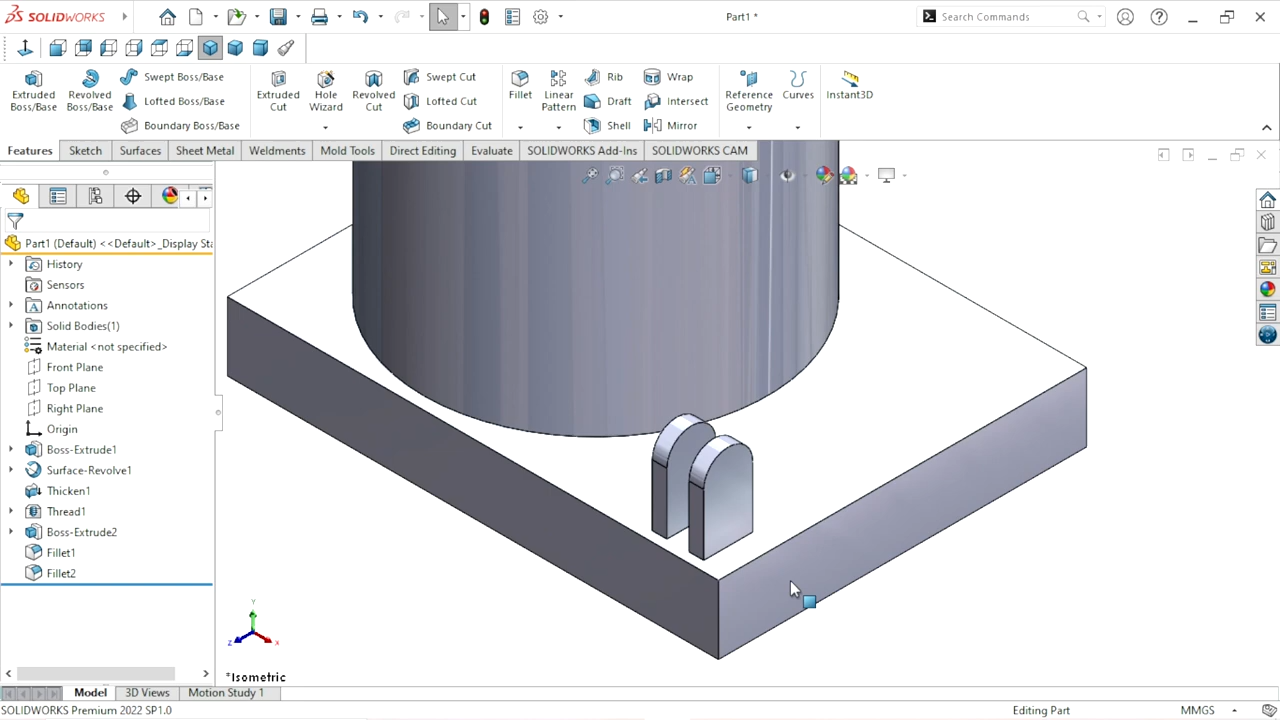 SOLIDWORKS
Part1 *
Search Commands
Extruded Boss/Base
Revolved Boss/Base
Swept Boss/Base
Lofted Boss/Base
Boundary Boss/Base
Extruded Cut
Hole Wizard
Revolved Cut
Swept Cut
Lofted Cut
Boundary Cut
Fillet
Linear Pattern
Rib
Draft
Shell
Wrap
Intersect
Mirror
Reference Geometry
Curves
Instant3D
Features
Sketch
Surfaces
Sheet Metal
Weldments
Mold Tools
Direct Editing
Evaluate
SOLIDWORKS Add-Ins
SOLIDWORKS CAM
Part1 (Default) <<Default>_Display Sta
History
Sensors
Annotations
Solid Bodies(1)
Material <not specified>
Front Plane
Top Plane
Right Plane
Origin
Boss-Extrude1
Surface-Revolve1
Thicken1
Thread1
Boss-Extrude2
Fillet1
Fillet2
Y
Z
X
*Isometric
Model
3D Views
Motion Study 1
SOLIDWORKS Premium 2022 SP1.0
Editing Part
MMGS